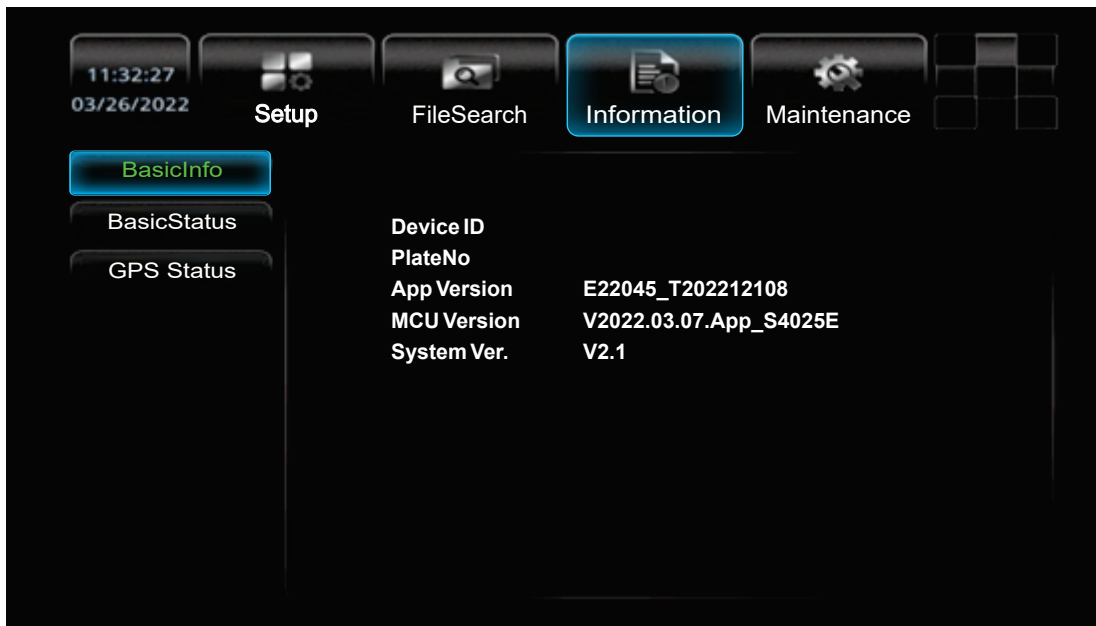 11:32:27
03/26/2022
Setup
FileSearch
Information
Maintenance
BasicInfo
BasicStatus
GPS Status
Device ID
PlateNo
App Version E22045_T202212108
MCU Version V2022.03.07.App_S4025E
System Ver. V2.1